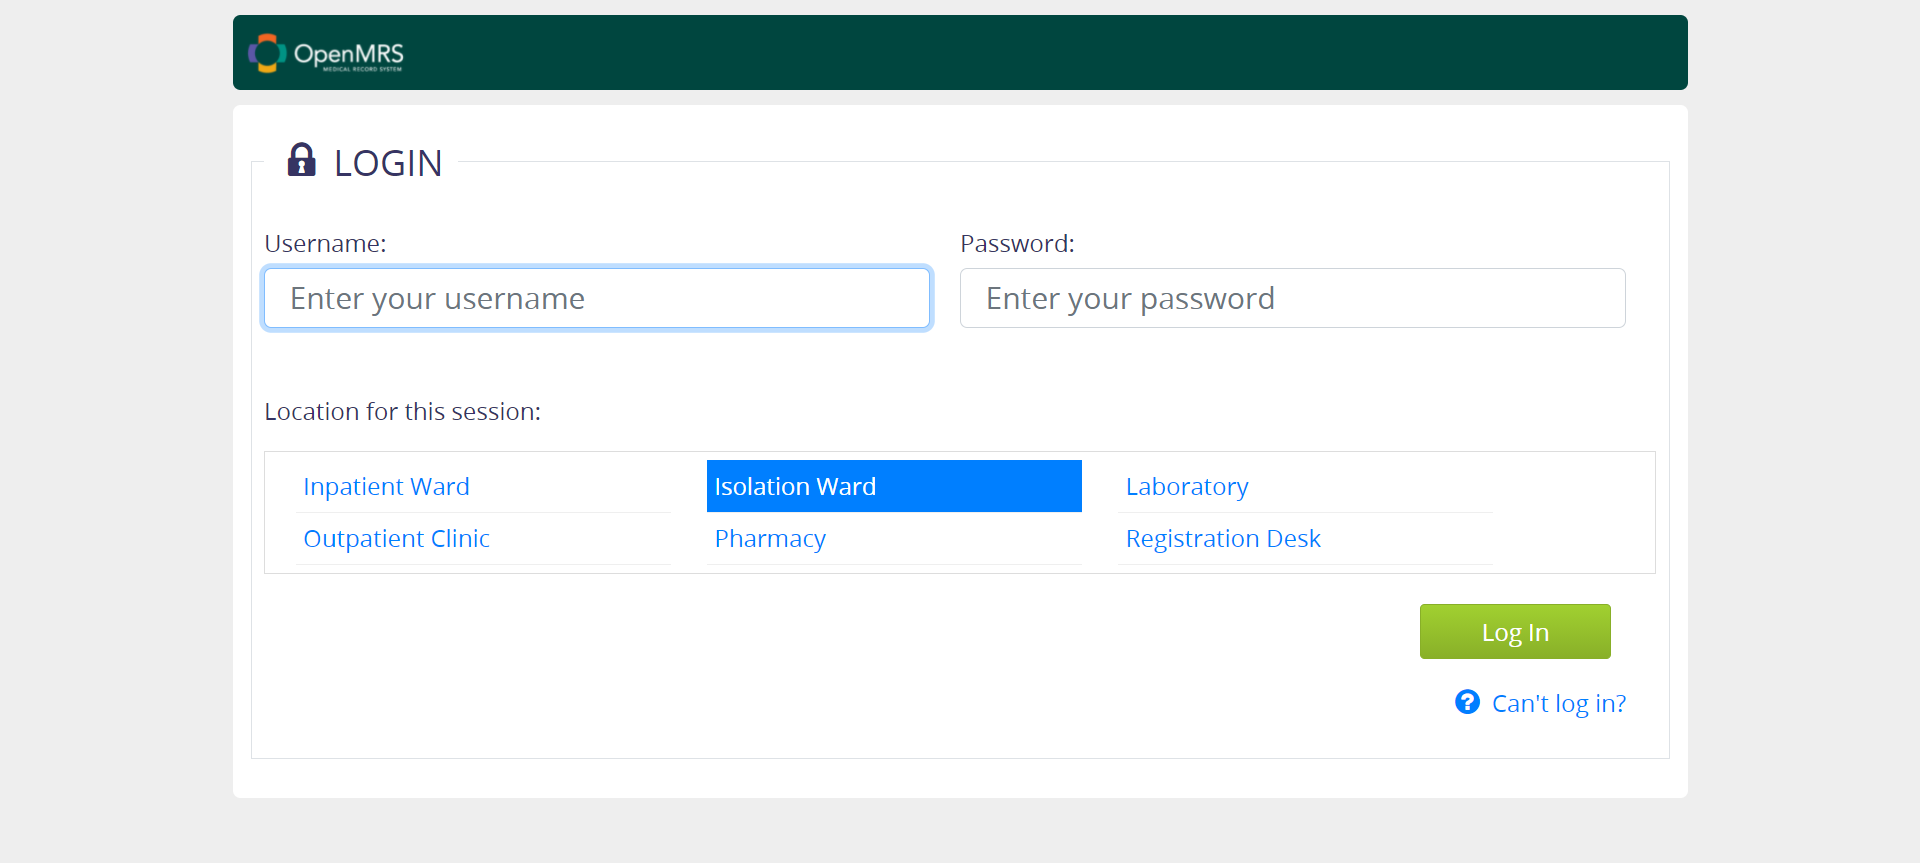 OpenMRS
MEDICAL RECORD SYSTEM
LOGIN
Username:
Password:
Enter your username
Enter your password
Location for this session:
Inpatient Ward
Isolation Ward
Laboratory
Outpatient Clinic
Pharmacy
Registration Desk
Log In
Can't log in?